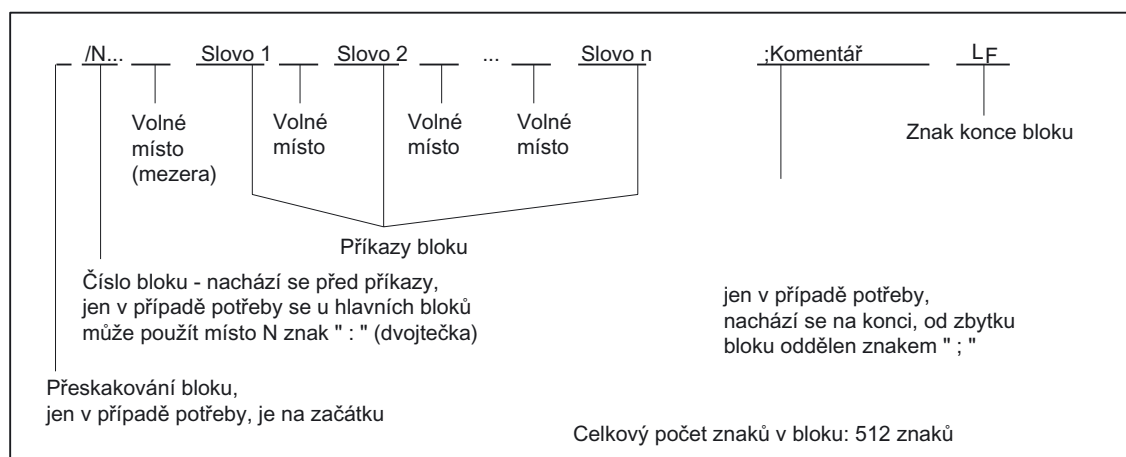 /N... Slovo 1 Slovo 2 ... Slovo n ;Komentář LF
Volné
místo
(mezera)
Volné
místo
Volné
místo
Volné
místo
Znak konce bloku
Příkazy bloku
Číslo bloku - nachází se před příkazy,
jen v případě potřeby se u hlavních bloků
může použít místo N znak " : " (dvojtečka)
jen v případě potřeby,
nachází se na konci, od zbytku
bloku oddělen znakem " ; "
Přeskakování bloku,
jen v případě potřeby, je na začátku
Celkový počet znaků v bloku: 512 znaků